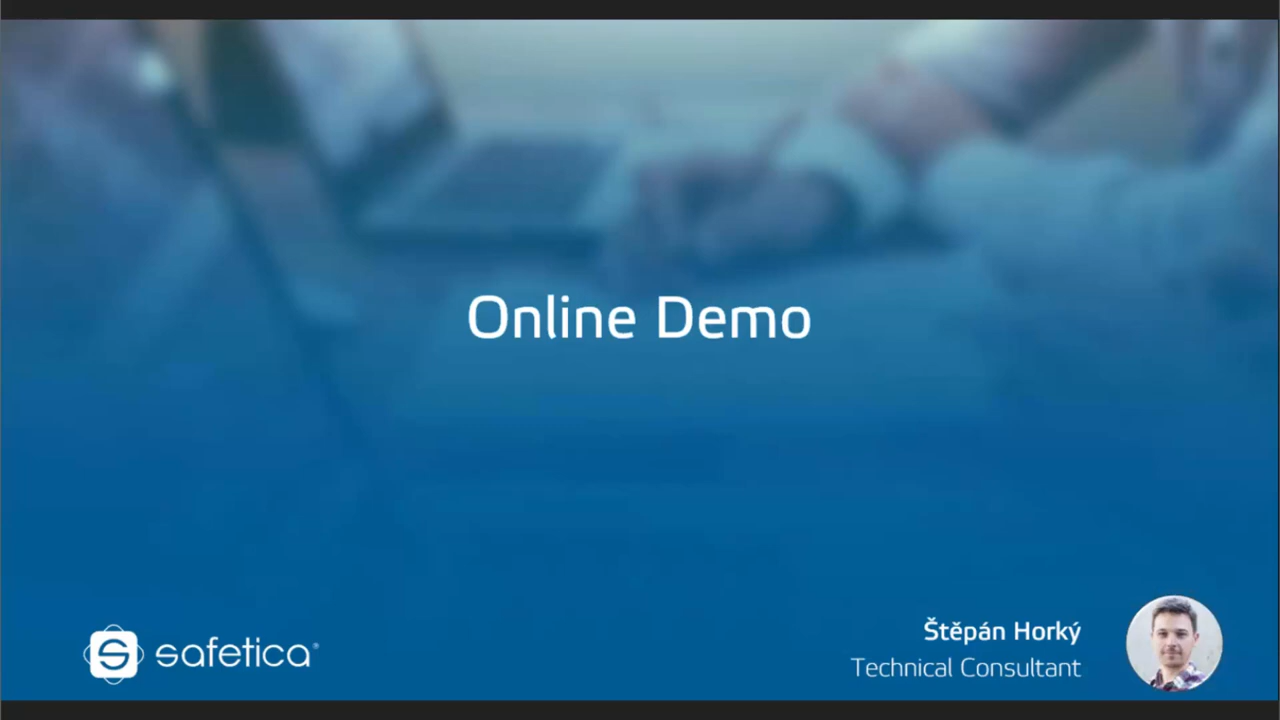 Online Demo
safetica®
Štěpán Horký
Technical Consultant